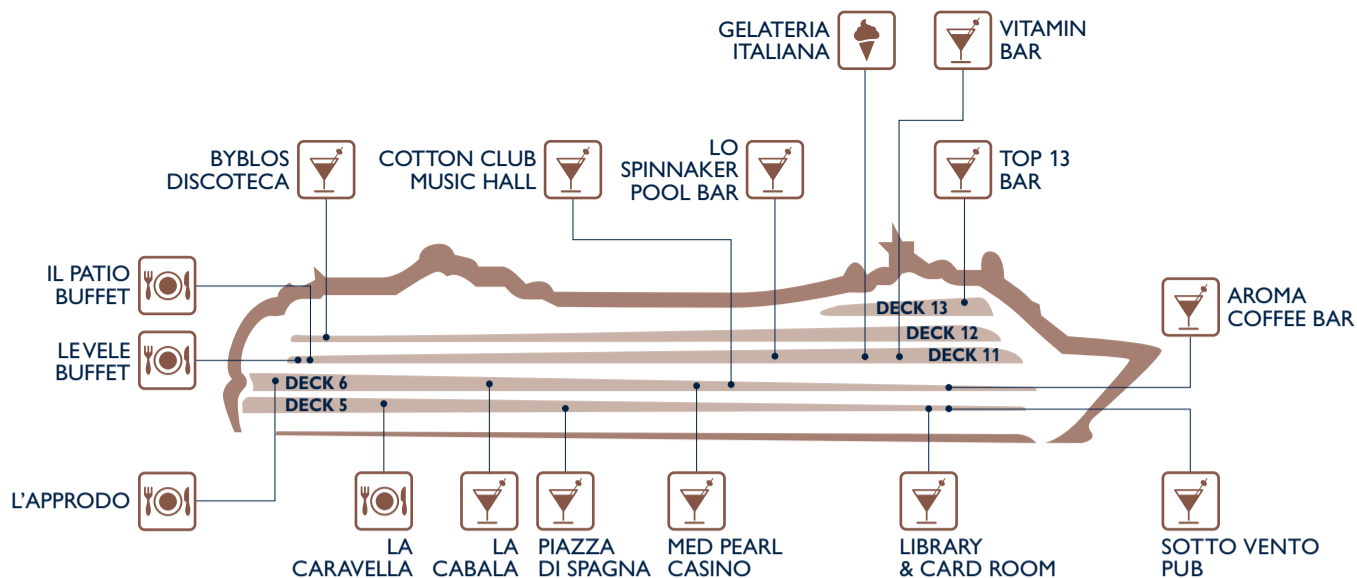 GELATERIA
ITALIANA
VITAMIN
BAR
BYBLOS
DISCOTECA
COTTON CLUB
MUSIC HALL
LO
SPINNAKER
POOL BAR
TOP 13
BAR
IL PATIO
BUFFET
AROMA
COFFEE BAR
LE VELE
BUFFET
DECK 13
DECK 12
DECK 11
DECK 6
DECK 5
L'APPRODO
LA
CARAVELLA
LA
CABALA
PIAZZA
DI SPAGNA
MED PEARL
CASINO
LIBRARY
& CARD ROOM
SOTTO VENTO
PUB